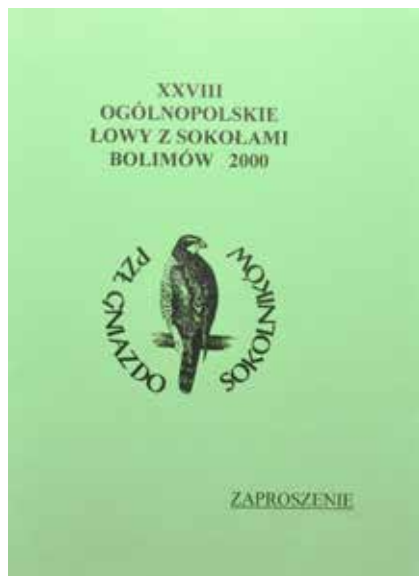 XXVIII
OGÓLNOPOLSKIE
ŁOWY Z SOKOŁAMI
BOLIMÓW 2000
PZŁ GNIAZDO SOKOLNIKÓW
ZAPROSZENIE